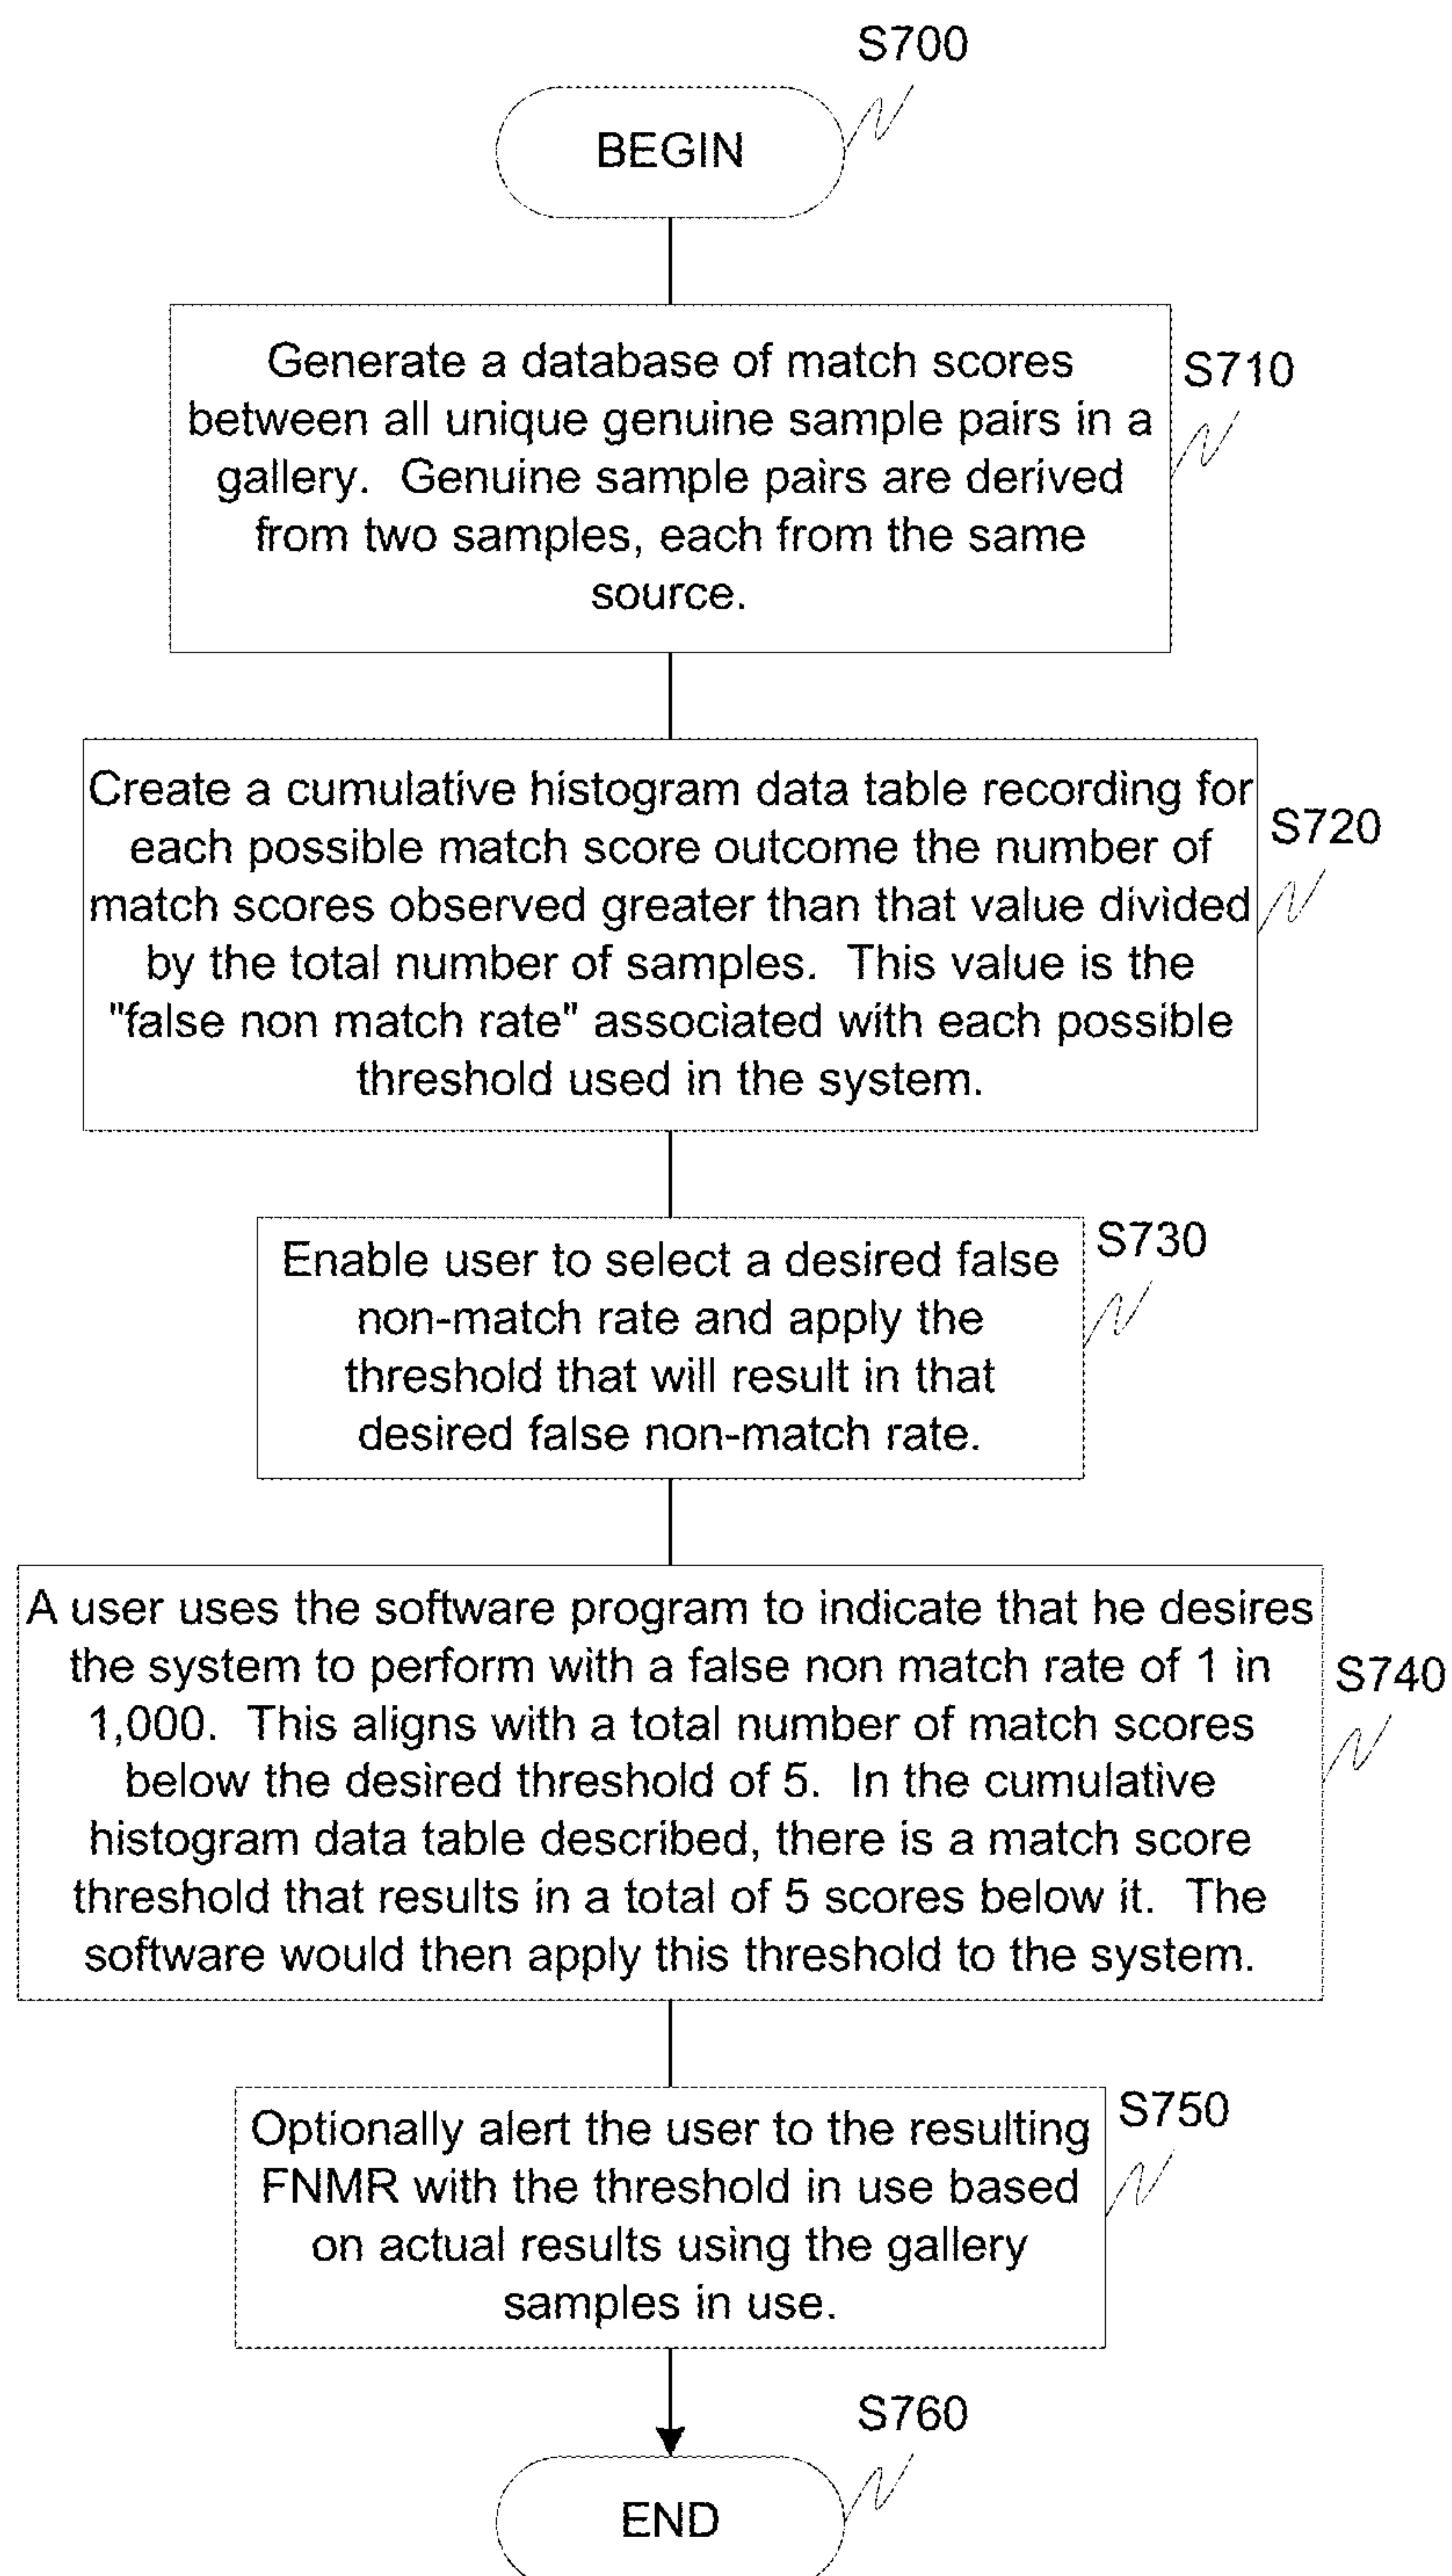 S700
BEGIN
Generate a database of match scores
between all unique genuine sample pairs in a
gallery.  Genuine sample pairs are derived
from two samples, each from the same
source.
S710
Create a cumulative histogram data table recording for
each possible match score outcome the number of
match scores observed greater than that value divided
by the total number of samples.  This value is the
"false non match rate" associated with each possible
threshold used in the system.
S720
Enable user to select a desired false
non-match rate and apply the
threshold that will result in that
desired false non-match rate.
S730
A user uses the software program to indicate that he desires
the system to perform with a false non match rate of 1 in
1,000.  This aligns with a total number of match scores
below the desired threshold of 5.  In the cumulative
histogram data table described, there is a match score
threshold that results in a total of 5 scores below it.  The
software would then apply this threshold to the system.
S740
Optionally alert the user to the resulting
FNMR with the threshold in use based
on actual results using the gallery
samples in use.
S750
S760
END